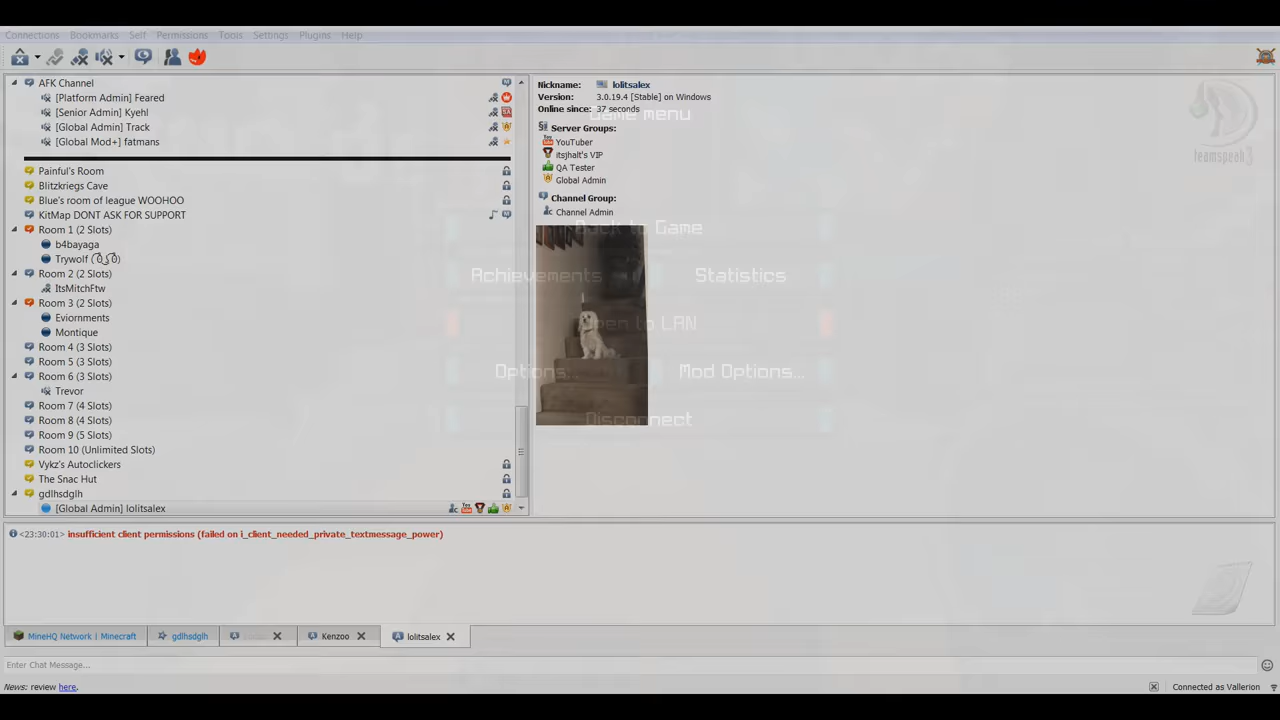 Connections Bookmarks Self Permissions Tools Settings Plugins Help
AFK Channel
[Platform Admin] Feared
[Senior Admin] Kyehl
[Global Admin] Track
[Global Mod+] fatmans
Painful's Room
Blitzkriegs Cave
Blue's room of league WOOHOO
KitMap DONT ASK FOR SUPPORT
Room 1 (2 Slots)
b4bayaga
Room 2 (2 Slots)
ItsMitchFtw
Room 3 (2 Slots)
Eviornments
Montique
Room 4 (3 Slots)
Room 5 (3 Slots)
Room 6 (3 Slots)
Trevor
Room 7 (4 Slots)
Room 8 (4 Slots)
Room 9 (5 Slots)
Room 10 (Unlimited Slots)
Vykz's Autoclickers
The Snac Hut
gdlhsdglh
[Global Admin] lolitsalex
Nickname: lolitsalex
Version: 3.0.19.4 [Stable] on Windows
Online since: 37 seconds
Server Groups:
YouTuber
itsjhalt's VIP
QA Tester
Global Admin
Channel Group:
Channel Admin
teamspeak 3
Game menu
Back to Game
Achievements Statistics
Open to LAN
Options... Mod Options...
Disconnect
<23:30:01> insufficient client permissions (failed on i_client_needed_private_textmessage_power)
MineHQ Network | Minecraft gdlhsdglh Kenzoo lolitsalex
Enter Chat Message...
News: review here. Connected as Vallerion